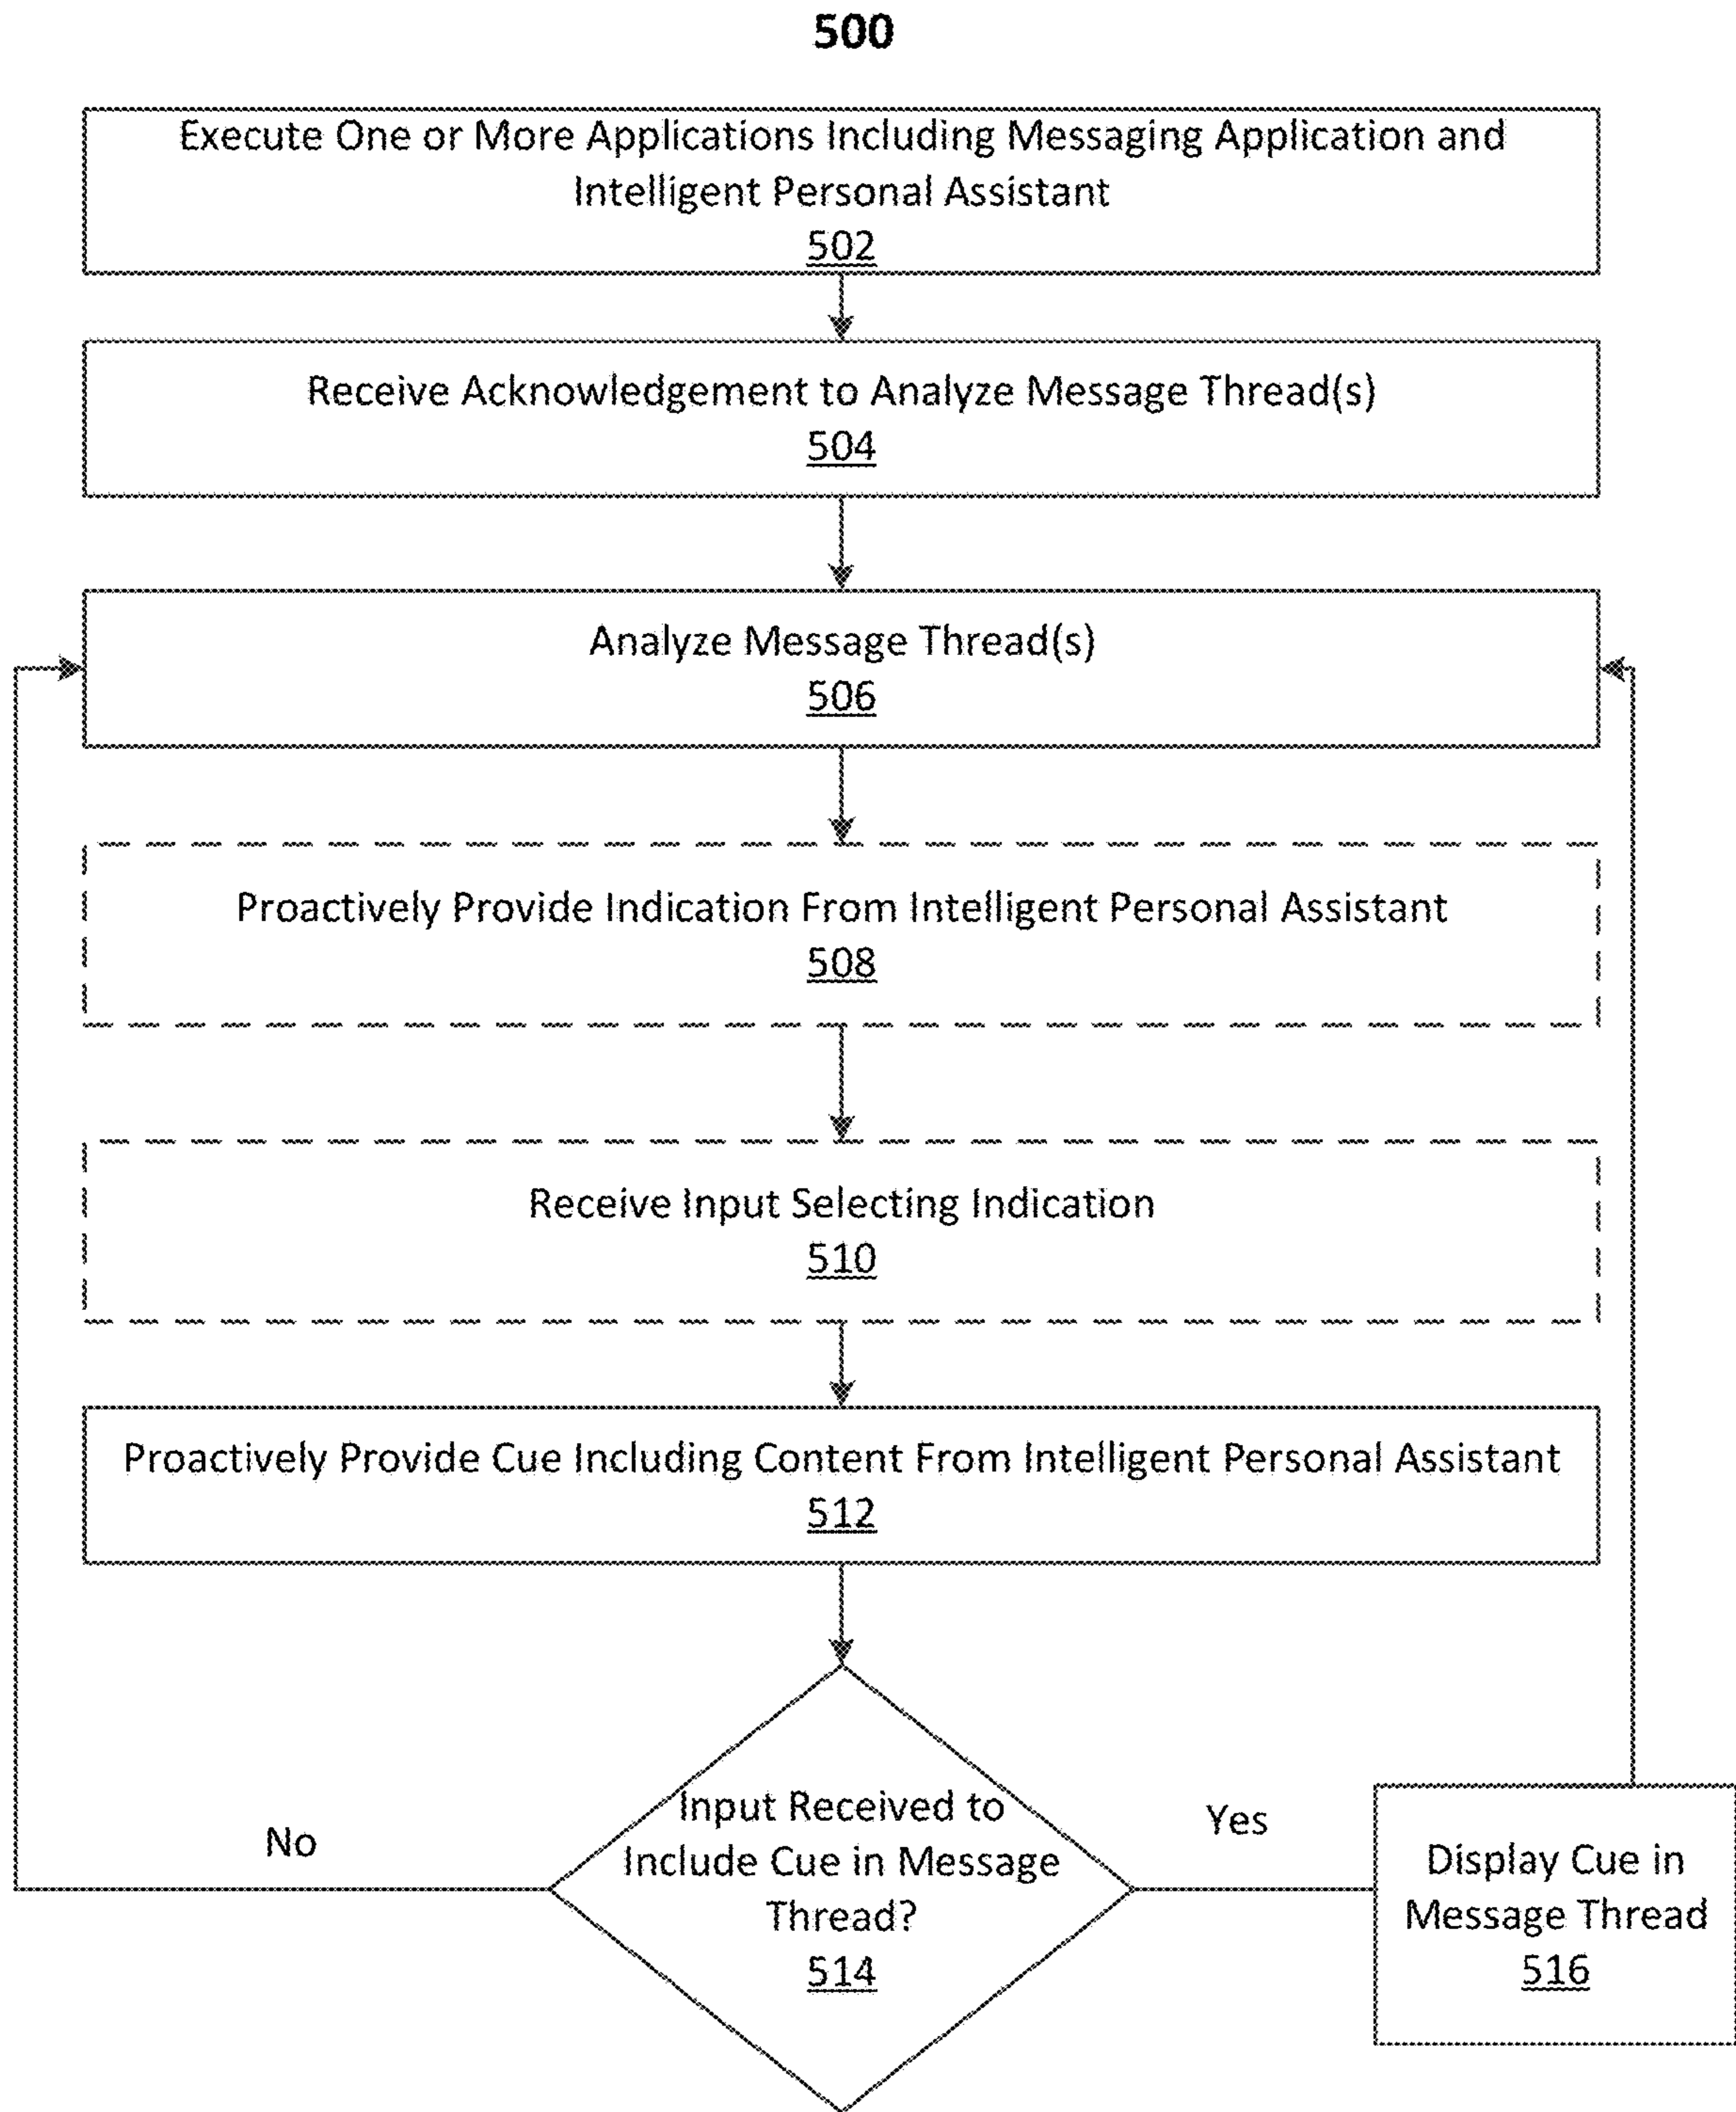 500
Execute One or More Applications Including Messaging Application and
Intelligent Personal Assistant
502
Receive Acknowledgement to Analyze Message Thread(s)
504
Analyze Message Thread(s)
506
Proactively Provide Indication From Intelligent Personal Assistant
508
Receive Input Selecting Indication
510
Proactively Provide Cue Including Content From Intelligent Personal Assistant
512
Input Received to
Include Cue in Message
Thread?
514
No
Yes
Display Cue in
Message Thread
516